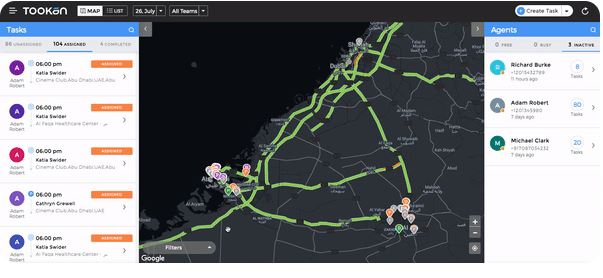 TOOKAN
MAP
LIST
26, July
All Teams
Create Task
Tasks
86 UNASSIGNED
104 ASSIGNED
4 COMPLETED
A
Adam
Robert
06:00 pm
ASSIGNED
Katia Swider
Cinema Club,Abu Dhabi,UAE,Abu
A
Adam
Robert
06:00 pm
ASSIGNED
Katia Swider
Al Faqa Healthcare Center -
A
Adam
Robert
06:00 pm
ASSIGNED
Katia Swider
Cinema Club,Abu Dhabi,UAE,Abu
A
Adam
Robert
06:00 pm
ASSIGNED
Cathryn Grewell
Cinema Club,Abu Dhabi,UAE,Abu
A
Adam
Robert
06:00 pm
ASSIGNED
Katia Swider
Al Faqa Healthcare Center -
Filters
Google
Agents
0 FREE
0 BUSY
3 INACTIVE
R
Richard Burke
+12013432789
11 hours ago
8
Tasks
A
Adam Robert
7 days ago
80
Tasks
M
Michael Clark
7 days ago
20
Tasks